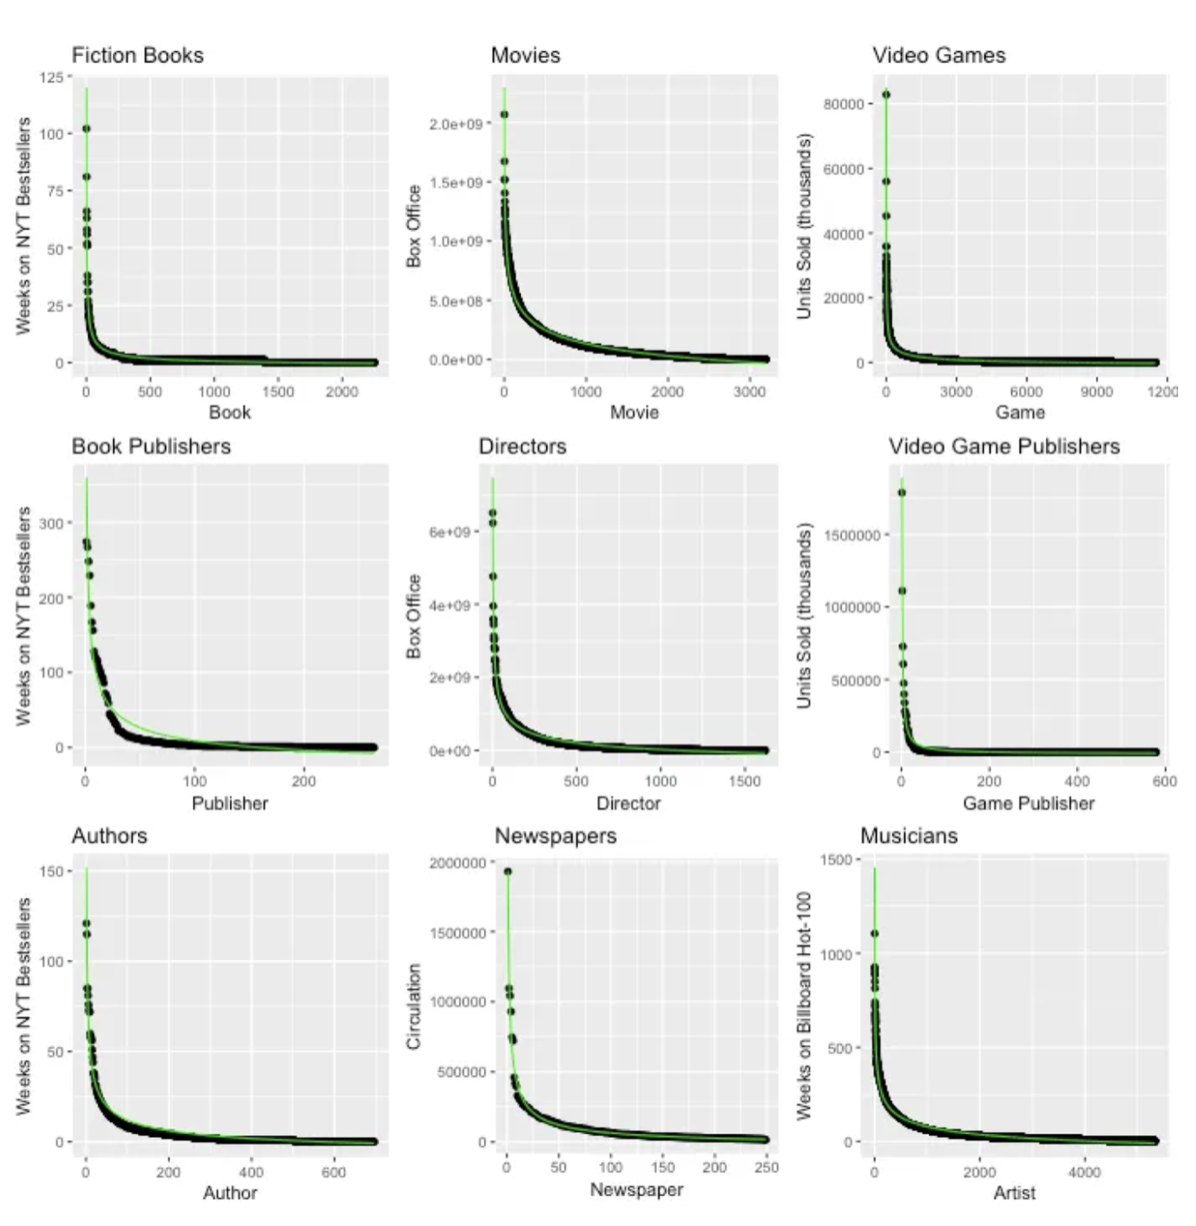 Fiction Books
125
100
75
50
25
0
Weeks on NYT Bestsellers
0 500 1000 1500 2000
Book
Movies
2.0e+09
1.5e+09
1.0e+09
5.0e+08
0.0e+00
Box Office
0 1000 2000 3000
Movie
Video Games
80000
60000
40000
20000
0
Units Sold (thousands)
0 3000 6000 9000 1200
Game
Book Publishers
300
200
100
0
Weeks on NYT Bestsellers
0 100 200
Publisher
Directors
6e+09
4e+09
2e+09
0e+00
Box Office
0 500 1000 1500
Director
Video Game Publishers
1500000
1000000
500000
0
Units Sold (thousands)
0 200 400 600
Game Publisher
Authors
150
100
50
0
Weeks on NYT Bestsellers
0 200 400 600
Author
Newspapers
2000000
1500000
1000000
500000
0
Circulation
0 50 100 150 200 250
Newspaper
Musicians
1500
1000
500
0
Weeks on Billboard Hot-100
0 2000 4000
Artist